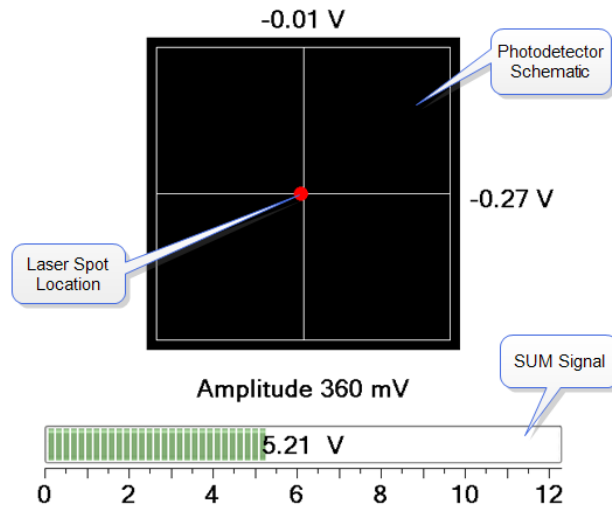 -0.01 V
Photodetector
Schematic
-0.27 V
Laser Spot
Location
SUM Signal
Amplitude 360 mV
5.21 V
0 2 4 6 8 10 12